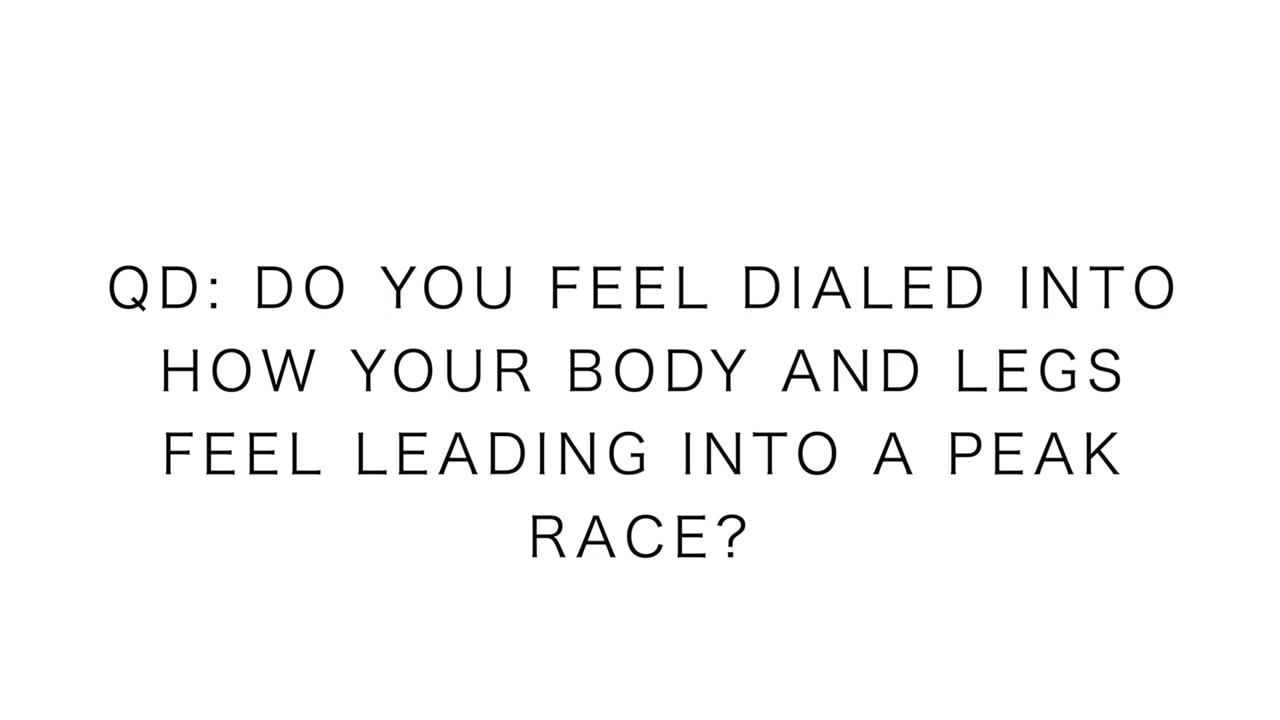 QD: DO YOU FEEL DIALED INTO
HOW YOUR BODY AND LEGS
FEEL LEADING INTO A PEAK
RACE?